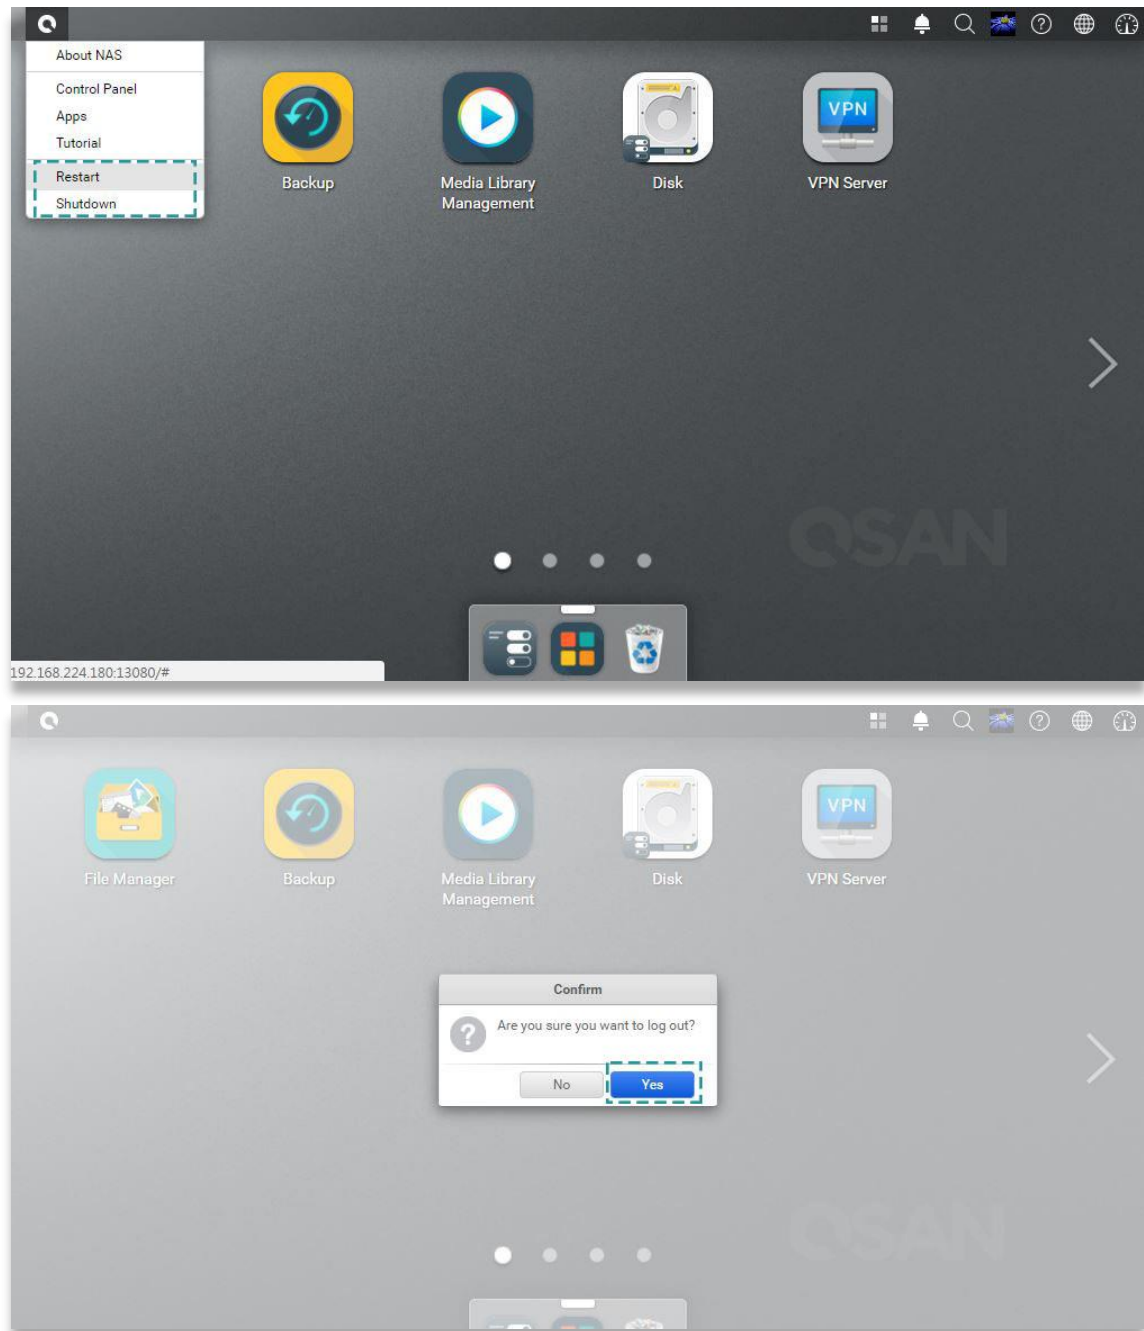 About NAS
Control Panel
Apps
Tutorial
Restart
Shutdown
Backup
Media Library
Management
Disk
VPN
VPN Server
QSAN
192.168.224.180:13080/#
File Manager
Backup
Media Library
Management
Disk
VPN
VPN Server
Confirm
Are you sure you want to log out?
No
Yes
QSAN